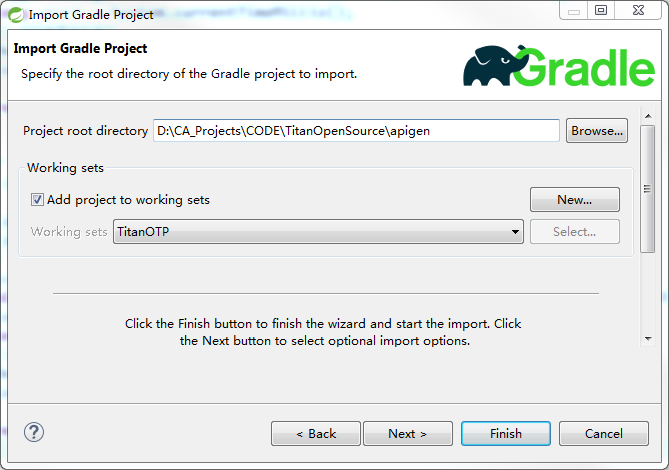 Import Gradle Project
Import Gradle Project
Specify the root directory of the Gradle project to import.
Gradle
Project root directory D:\CA_Projects\CODE\TitanOpenSource\apigen Browse...
Working sets
Add project to working sets New...
Working sets TitanOTP Select...
Click the Finish button to finish the wizard and start the import. Click
the Next button to select optional import options.
? < Back Next > Finish Cancel